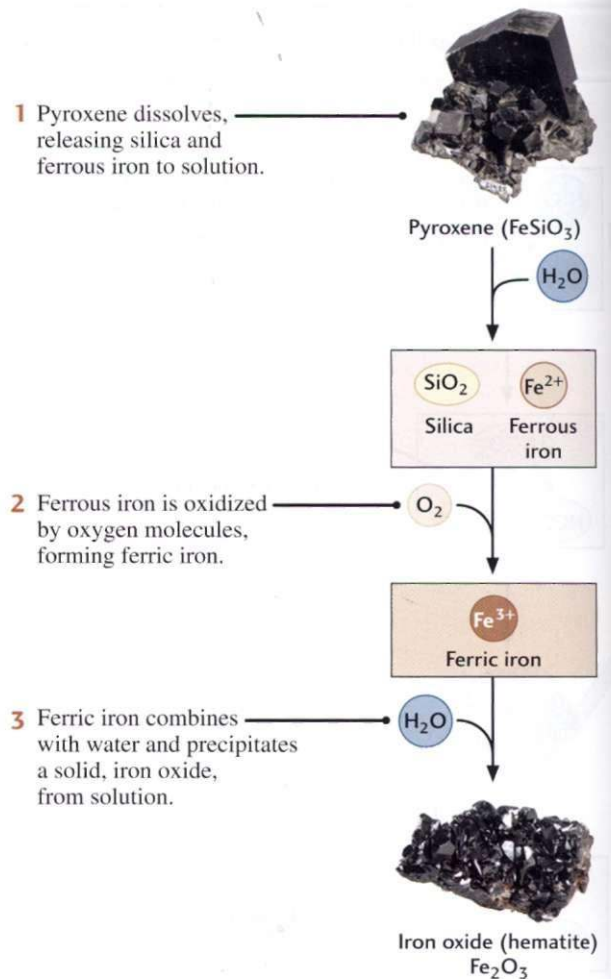 1 Pyroxene dissolves,
releasing silica and
ferrous iron to solution.
Pyroxene (FeSiO₃)
H₂O
SiO₂
Fe²⁺
Silica
Ferrous
iron
2 Ferrous iron is oxidized
by oxygen molecules,
forming ferric iron.
O₂
Fe³⁺
Ferric iron
3 Ferric iron combines
with water and precipitates
a solid, iron oxide,
from solution.
H₂O
Iron oxide (hematite)
Fe₂O₃